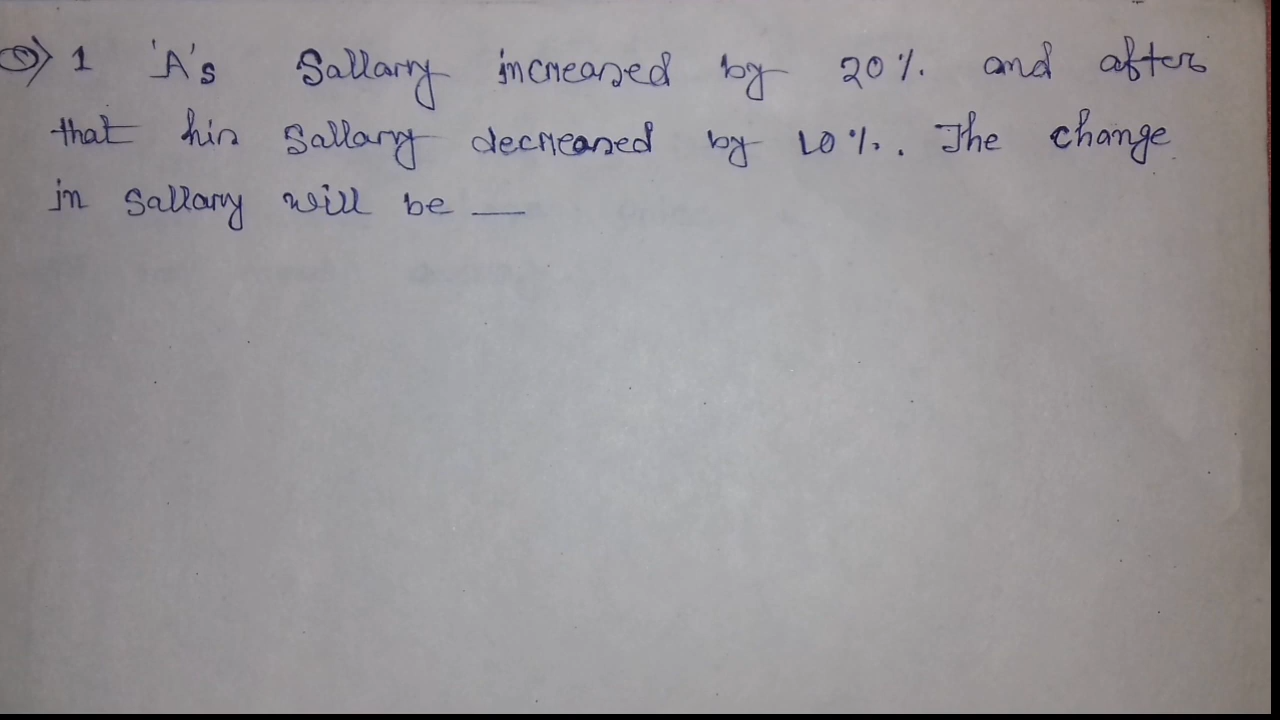 Q) 1 'A's Sallary increased by 20%. and after
that his Sallary decreased by 10%. The change
in Sallary will be —